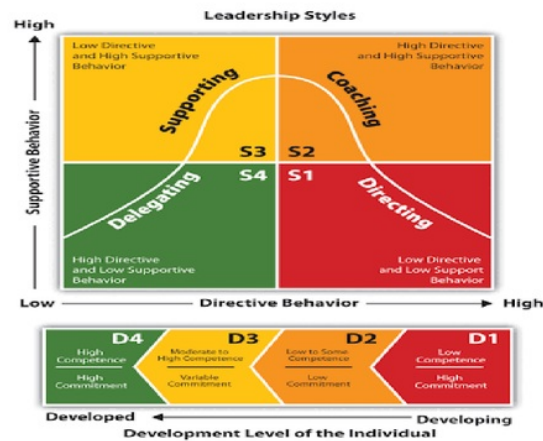 Leadership Styles
High
Low Directive
and High Supportive
Behavior
High Directive
and High Supportive
Behavior
Supporting
Coaching
S3
S2
Supportive Behavior
S4
S1
Delegating
Directing
High Directive
and Low Supportive
Behavior
Low Directive
and Low Support
Behavior
Low
Directive Behavior
High
D4
High
Competence
High
Commitment
D3
Moderate to
High Competence
Variable
Commitment
D2
Low to Some
Competence
Low
Commitment
D1
Low
Competence
High
Commitment
Developed
Developing
Development Level of the Individual